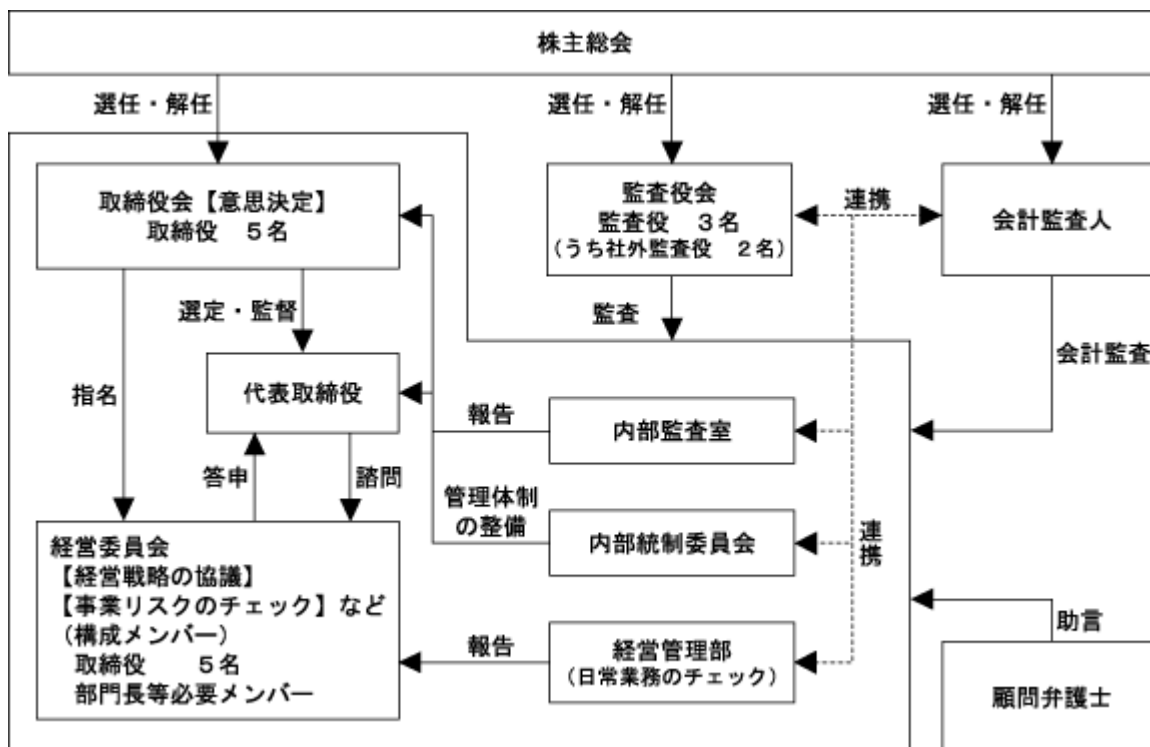 株主総会
選任・解任
選任・解任
選任・解任
取締役会【意思決定】
取締役　５名
監査役会
監査役　３名
（うち社外監査役　２名）
連携
会計監査人
選定・監督
監査
会計監査
指名
代表取締役
報告
内部監査室
答申
諮問
管理体制
の整備
内部統制委員会
連携
経営委員会
【経営戦略の協議】
【事業リスクのチェック】など
（構成メンバー）
取締役　　５名
部門長等必要メンバー
報告
経営管理部
（日常業務のチェック）
助言
顧問弁護士